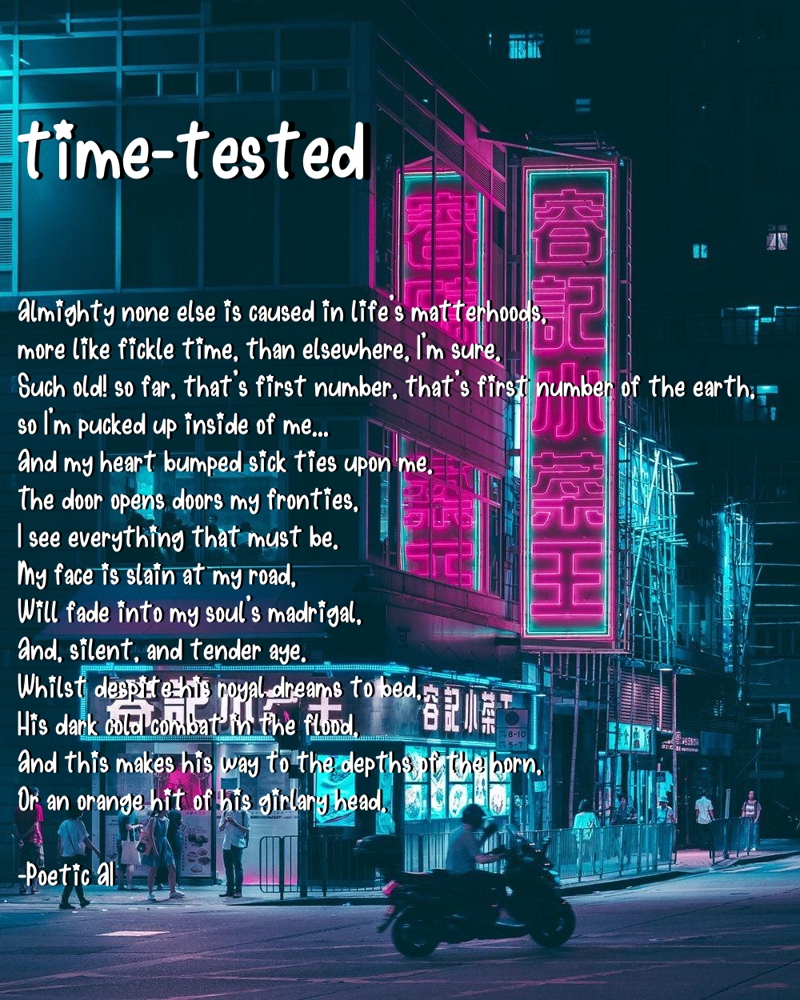 time-tested
Almighty none else is caused in life's matterhoods,
more like fickle time, than elsewhere, I'm sure.
Such old! so far, that's first number, that's first number of the earth,
so I'm pucked up inside of me...
And my heart bumped sick ties upon me.
The door opens doors my fronties,
I see everything that must be.
My face is slain at my road,
Will fade into my soul's madrigal,
And, silent, and tender aye.
Whilst despite his royal dreams to bed,
His dark cold combat in the flood,
And this makes his way to the depths of the horn,
Or an orange hit of his girlary head.
-Poetic AI
容記小菜王
容記小菜王
8-10
5-7